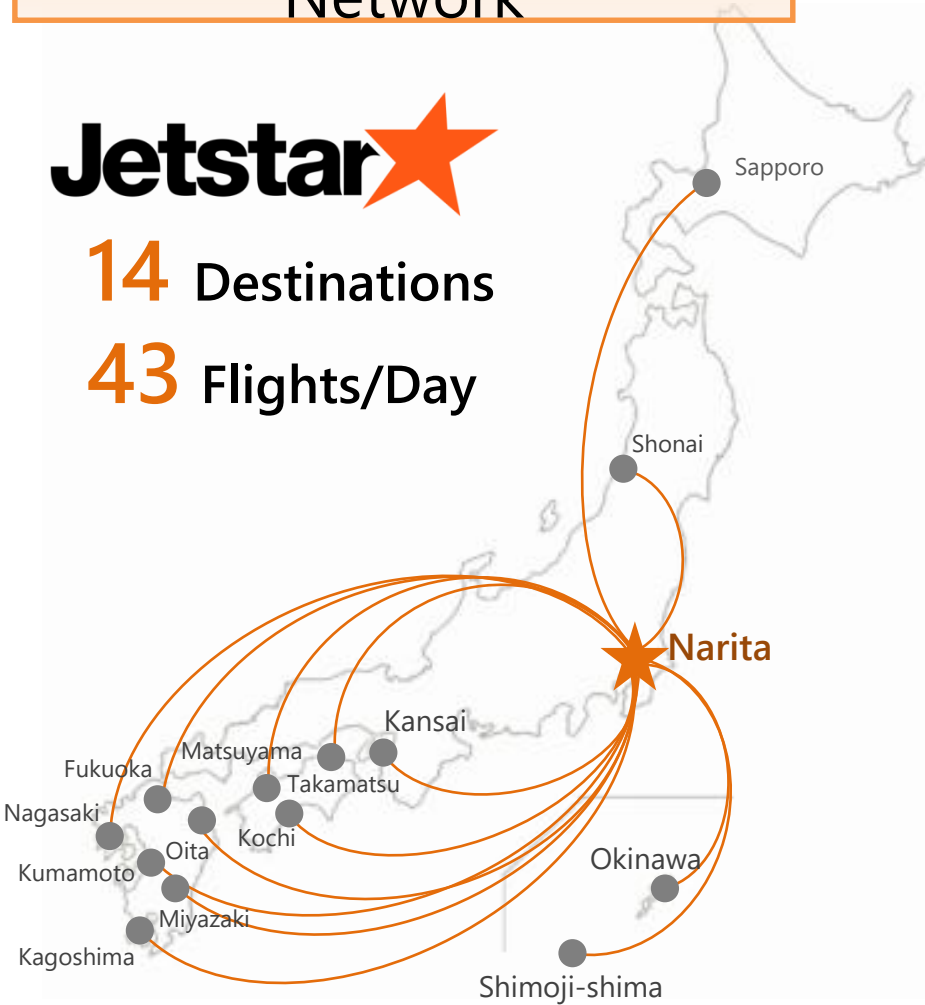 Network
Jetstar
14 Destinations
43 Flights/Day
Sapporo
Shonai
Narita
Kansai
Matsuyama
Fukuoka
Takamatsu
Nagasaki
Kochi
Oita
Okinawa
Kumamoto
Miyazaki
Kagoshima
Shimoji-shima